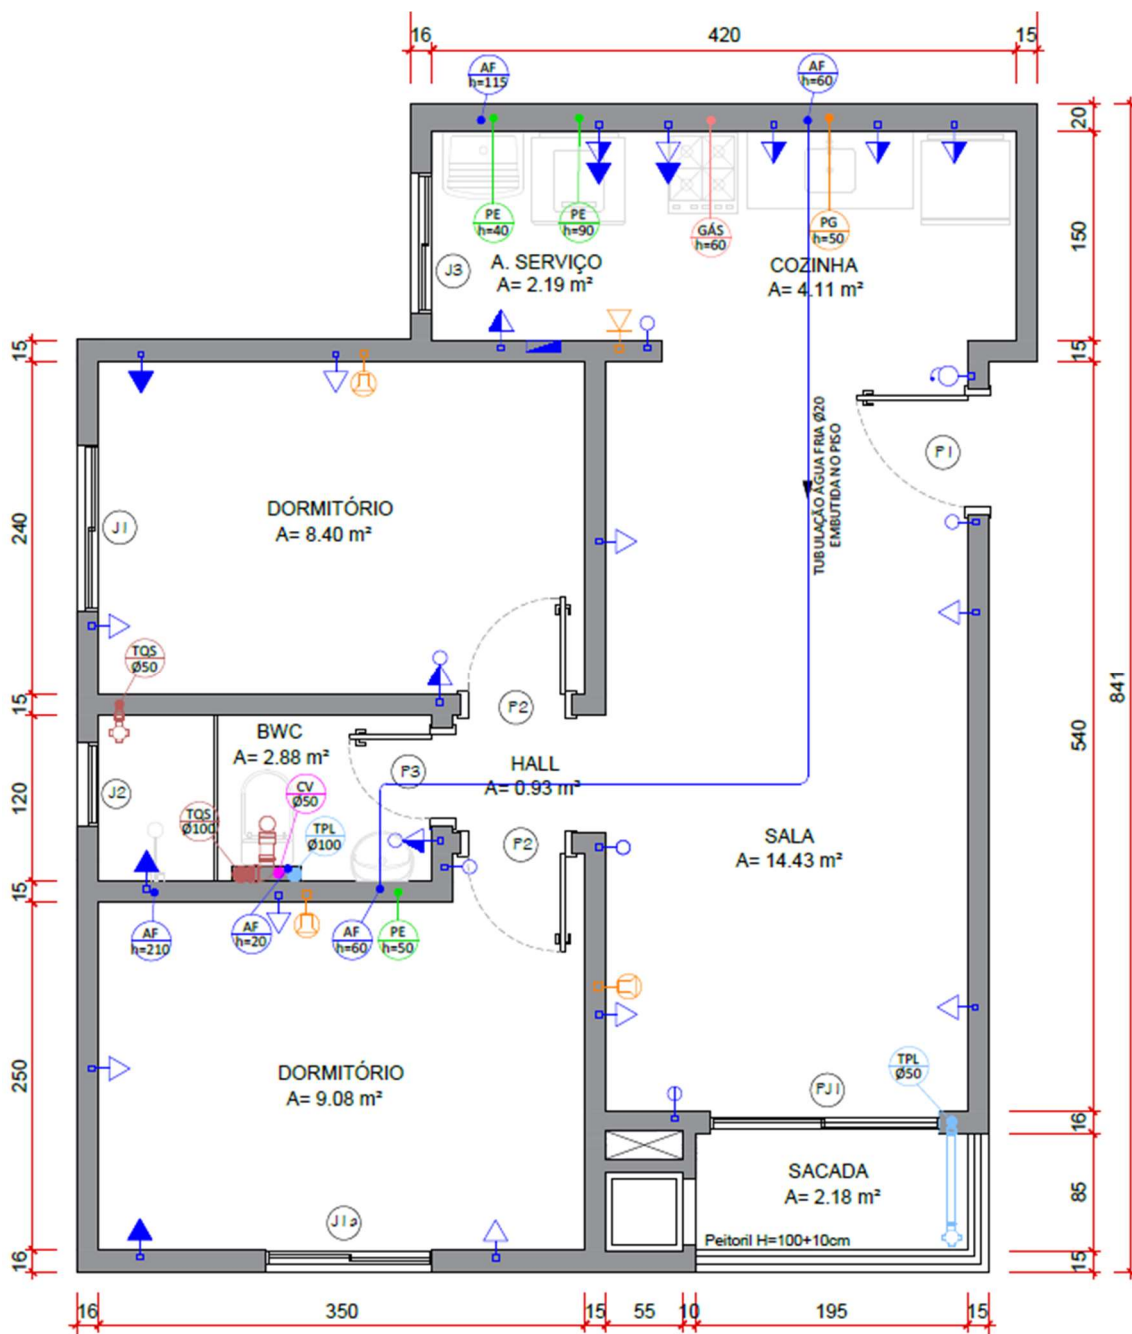 16
420
15
AF
h=115
AF
h=60
20
150
15
PE
h=40
PE
h=90
GÁS
h=60
PG
h=50
J3
A. SERVIÇO
A= 2.19 m²
COZINHA
A= 4.11 m²
15
240
15
120
15
250
16
841
540
16
85
15
P1
TUBULAÇÃO ÁGUA FRIA Ø20
EMBUTIDA NO PISO
DORMITÓRIO
A= 8.40 m²
J1
TQS
Ø50
P2
BWC
A= 2.88 m²
P3
HALL
A= 0.93 m²
J2
CV
Ø50
TQS
Ø100
TPL
Ø100
P2
SALA
A= 14.43 m²
AF
h=210
AF
h=20
AF
h=60
PE
h=50
DORMITÓRIO
A= 9.08 m²
PJ1
TPL
Ø50
SACADA
A= 2.18 m²
J1a
Peitoril H=100+10cm
16
350
15
55
10
195
15